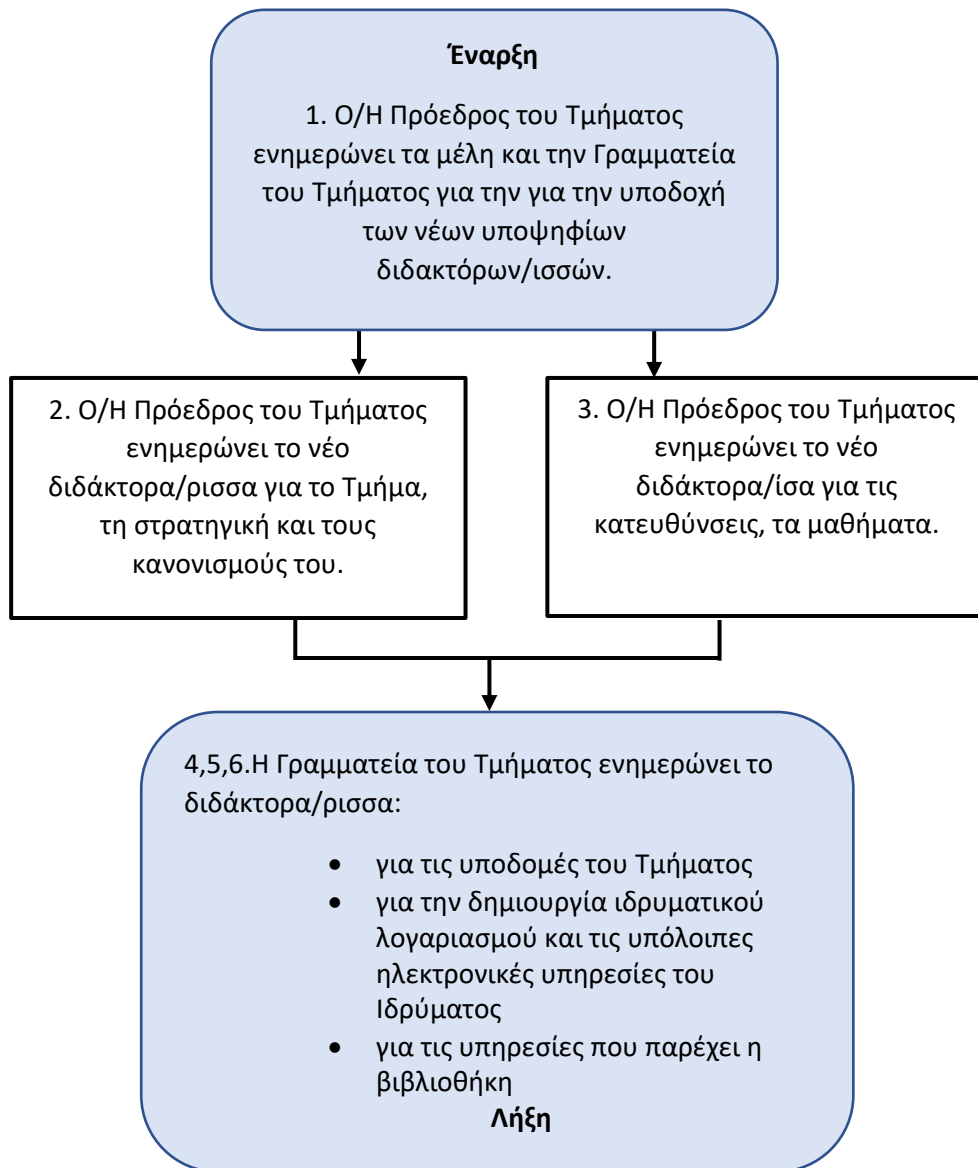 Έναρξη
1. Ο/Η Πρόεδρος του Τμήματος
ενημερώνει τα μέλη και την Γραμματεία
του Τμήματος για την για την υποδοχή
των νέων υποψηφίων
διδακτόρων/ισσών.
2. Ο/Η Πρόεδρος του Τμήματος
ενημερώνει το νέο
διδάκτορα/ρισσα για το Τμήμα,
τη στρατηγική και τους
κανονισμούς του.
3. Ο/Η Πρόεδρος του Τμήματος
ενημερώνει το νέο
διδάκτορα/ίσα για τις
κατευθύνσεις, τα μαθήματα.
4,5,6.Η Γραμματεία του Τμήματος ενημερώνει το
διδάκτορα/ρισσα:
• για τις υποδομές του Τμήματος
• για την δημιουργία ιδρυματικού
λογαριασμού και τις υπόλοιπες
ηλεκτρονικές υπηρεσίες του
Ιδρύματος
• για τις υπηρεσίες που παρέχει η
βιβλιοθήκη
Λήξη